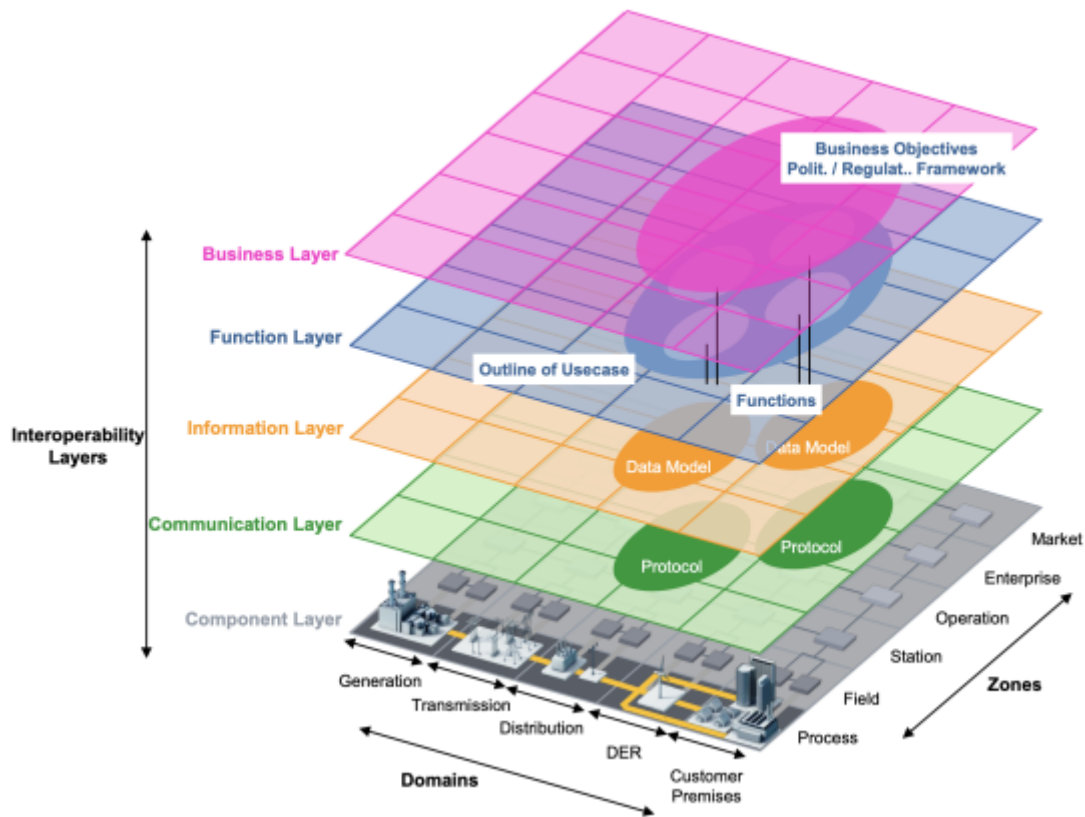 Business Objectives
Polit. / Regulat.. Framework
Business Layer
Function Layer
Outline of Usecase
Functions
Interoperability
Layers
Information Layer
Data Model
Data Model
Communication Layer
Protocol
Protocol
Component Layer
Market
Enterprise
Operation
Station
Field
Process
Zones
Generation
Transmission
Distribution
DER
Customer
Premises
Domains